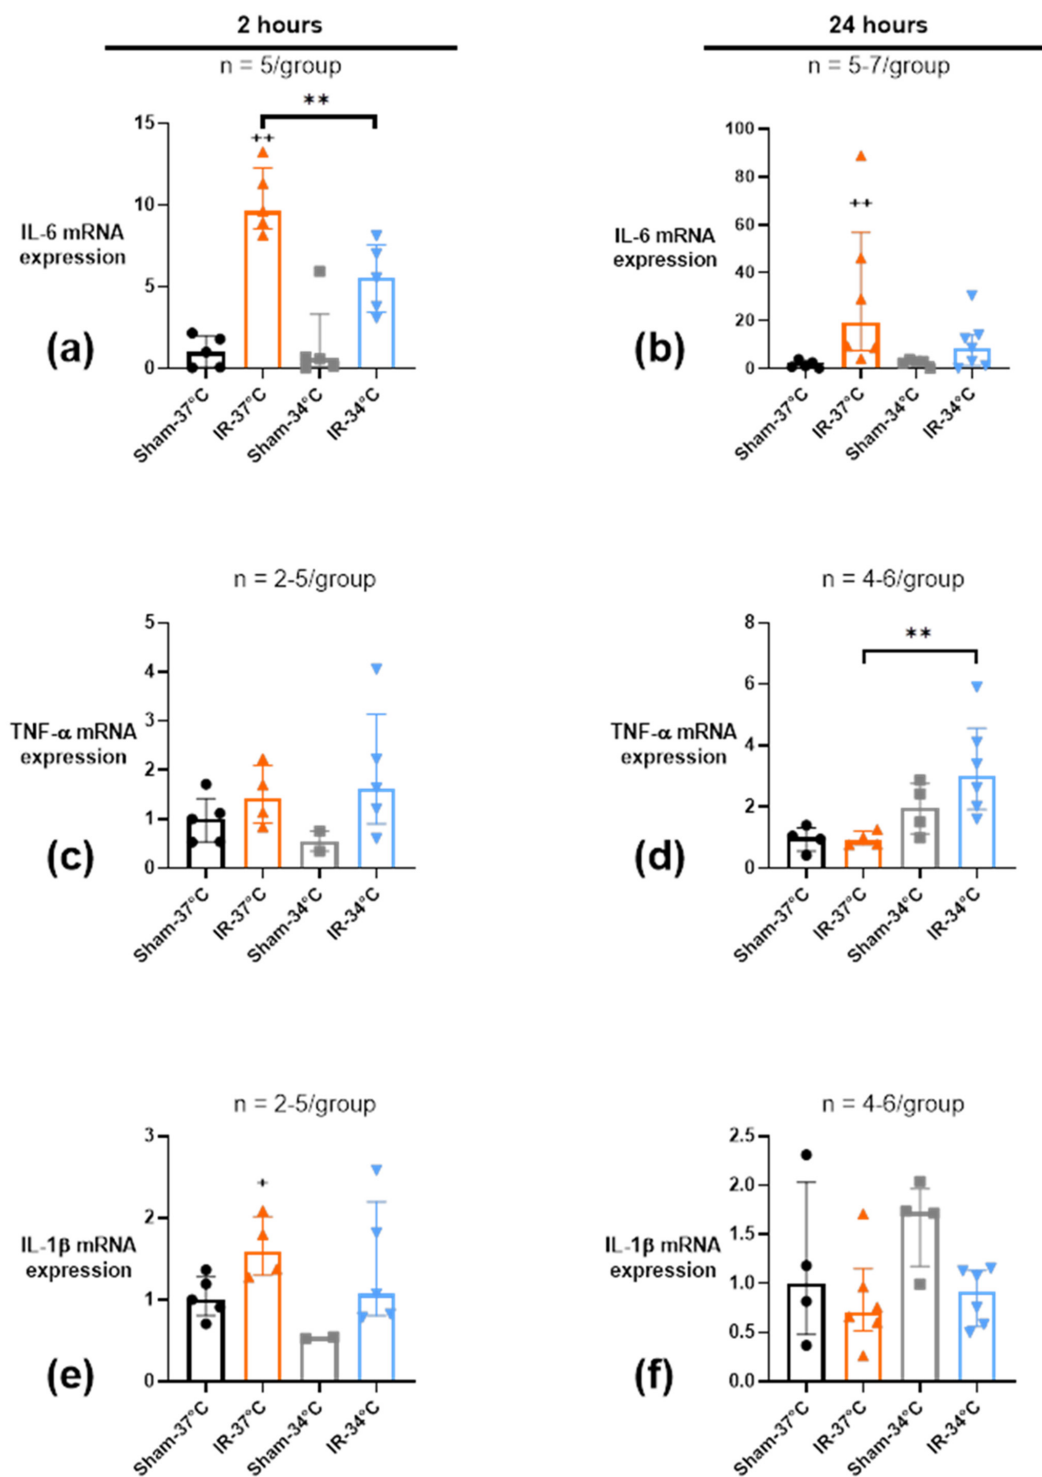 2 hours
24 hours
n = 5/group
n = 5-7/group
**
15
10
5
0
++
IL-6 mRNA
expression
(a)
Sham-37°C
IR-37°C
Sham-34°C
IR-34°C
100
80
60
40
20
0
++
IL-6 mRNA
expression
(b)
Sham-37°C
IR-37°C
Sham-34°C
IR-34°C
n = 2-5/group
n = 4-6/group
5
4
3
2
1
0
TNF-α mRNA
expression
(c)
Sham-37°C
IR-37°C
Sham-34°C
IR-34°C
**
8
6
4
2
0
TNF-α mRNA
expression
(d)
Sham-37°C
IR-37°C
Sham-34°C
IR-34°C
n = 2-5/group
n = 4-6/group
3
2
1
0
+
IL-1β mRNA
expression
(e)
Sham-37°C
IR-37°C
Sham-34°C
IR-34°C
2.5
2.0
1.5
1.0
0.5
0.0
IL-1β mRNA
expression
(f)
Sham-37°C
IR-37°C
Sham-34°C
IR-34°C